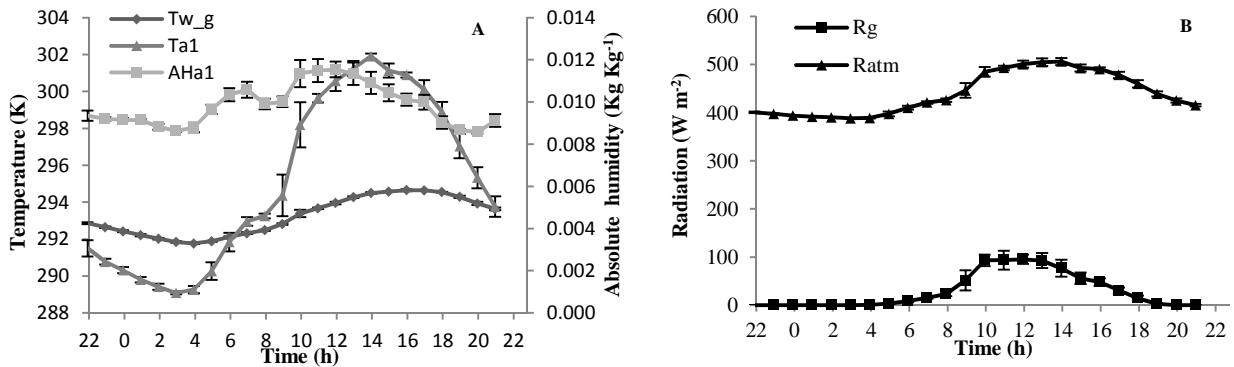 A
Tw_g
Ta1
AHa1
304
302
300
298
296
294
292
290
288
Temperature (K)
0.014
0.012
0.010
0.008
0.006
0.004
0.002
0.000
Absolute humidity (Kg Kg-1)
22 0 2 4 6 8 10 12 14 16 18 20 22
Time (h)
B
Rg
Ratm
600
500
400
300
200
100
0
Radiation (W m-2)
22 0 2 4 6 8 10 12 14 16 18 20 22
Time (h)